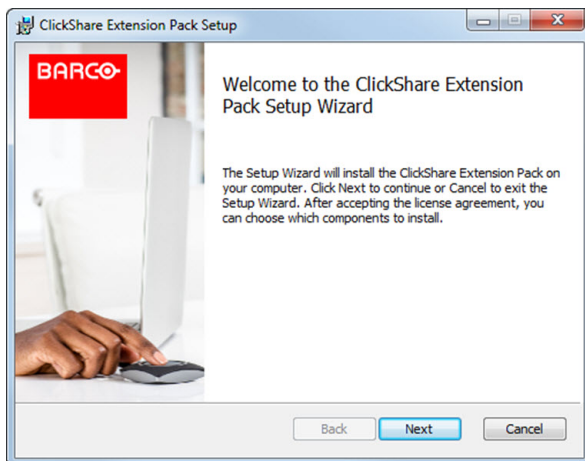 ClickShare Extension Pack Setup
BARCO
Welcome to the ClickShare Extension
Pack Setup Wizard
The Setup Wizard will install the ClickShare Extension Pack on
your computer. Click Next to continue or Cancel to exit the
Setup Wizard. After accepting the license agreement, you
can choose which components to install.
Back Next Cancel